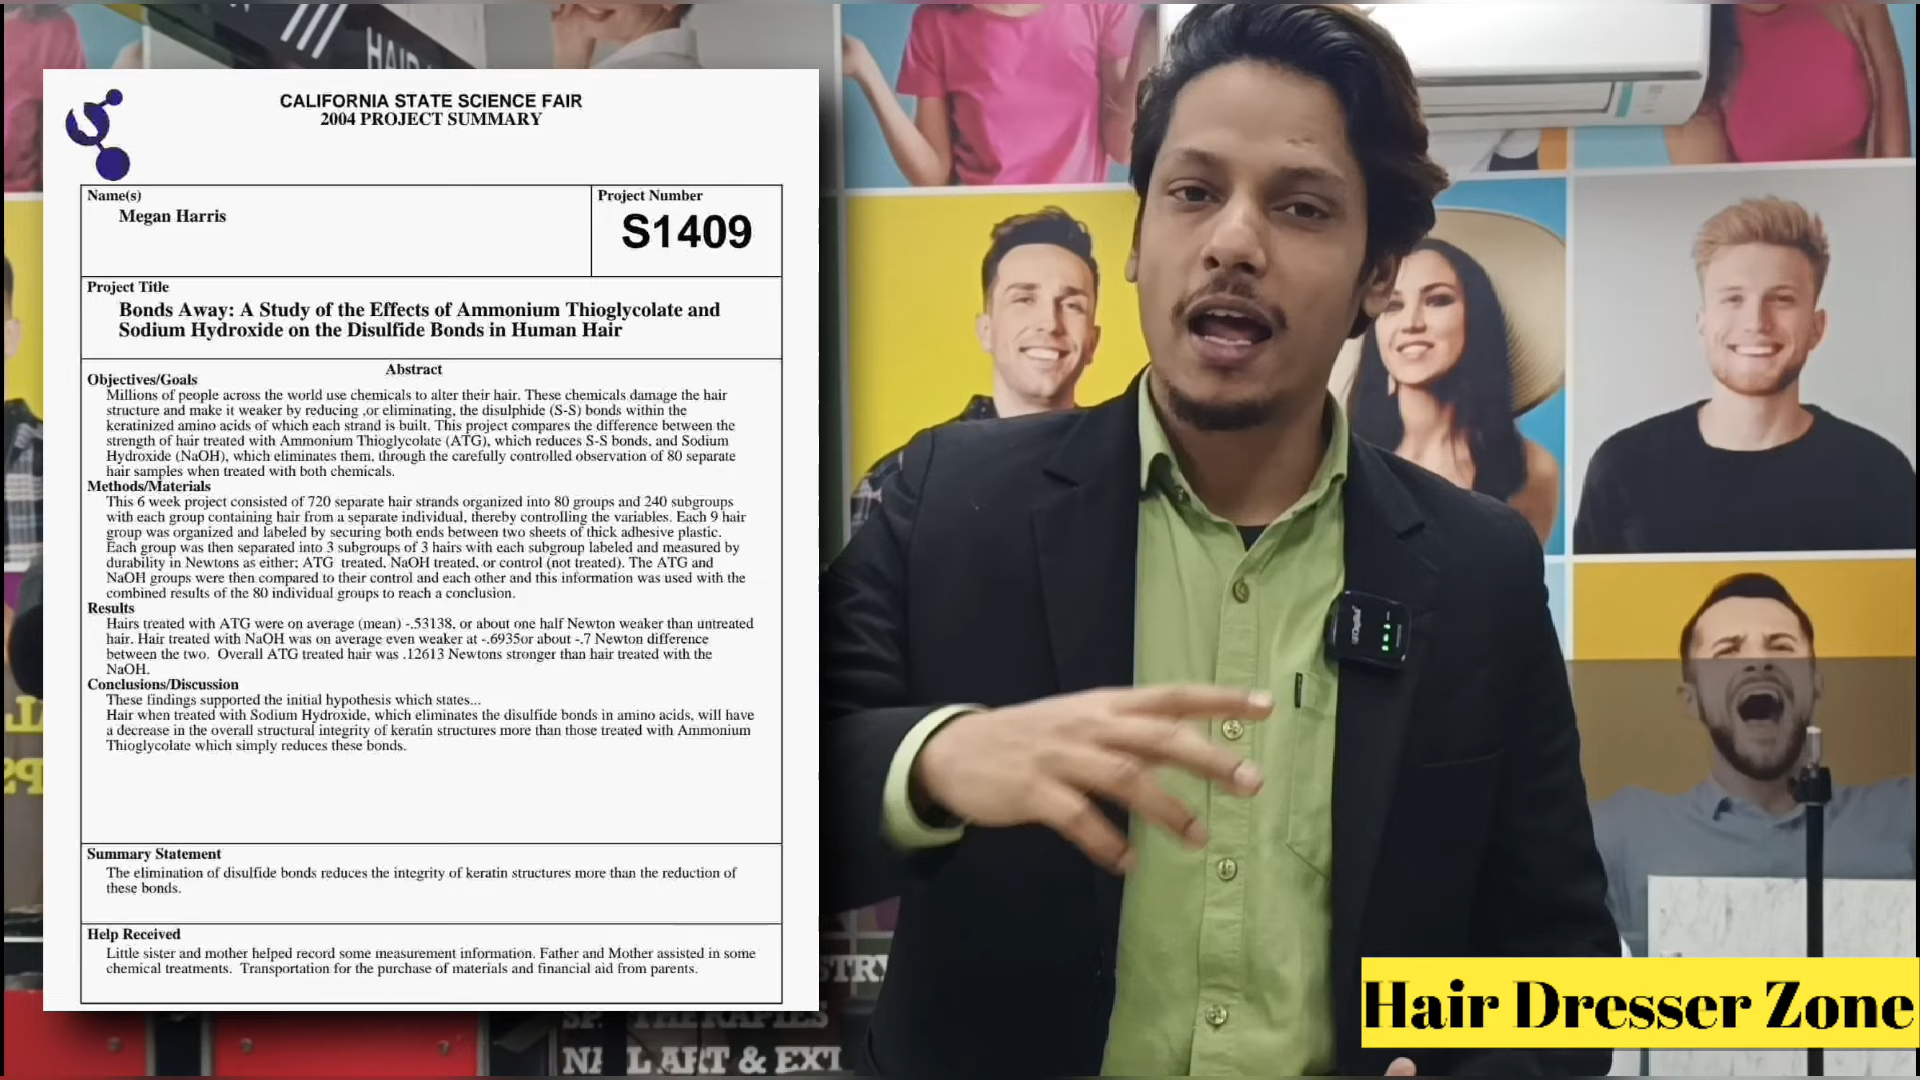 HAIR
CALIFORNIA STATE SCIENCE FAIR
2004 PROJECT SUMMARY
Name(s)
Megan Harris
Project Number
S1409
Project Title
Bonds Away: A Study of the Effects of Ammonium Thioglycolate and
Sodium Hydroxide on the Disulfide Bonds in Human Hair
Abstract
Objectives/Goals
Millions of people across the world use chemicals to alter their hair. These chemicals damage the hair
structure and make it weaker by reducing ,or eliminating, the disulphide (S-S) bonds within the
keratinized amino acids of which each strand is built. This project compares the difference between the
strength of hair treated with Ammonium Thioglycolate (ATG), which reduces S-S bonds, and Sodium
Hydroxide (NaOH), which eliminates them, through the carefully controlled observation of 80 separate
hair samples when treated with both chemicals.
Methods/Materials
This 6 week project consisted of 720 separate hair strands organized into 80 groups and 240 subgroups
with each group containing hair from a separate individual, thereby controlling the variables. Each 9 hair
group was organized and labeled by securing both ends between two sheets of thick adhesive plastic.
Each group was then separated into 3 subgroups of 3 hairs with each subgroup labeled and measured by
durability in Newtons as either; ATG treated, NaOH treated, or control (not treated). The ATG and
NaOH groups were then compared to their control and each other and this information was used with the
combined results of the 80 individual groups to reach a conclusion.
Results
Hairs treated with ATG were on average (mean) -.53138, or about one half Newton weaker than untreated
hair. Hair treated with NaOH was on average even weaker at -.6935or about -.7 Newton difference
between the two. Overall ATG treated hair was .12613 Newtons stronger than hair treated with the
NaOH.
Conclusions/Discussion
These findings supported the initial hypothesis which states...
Hair when treated with Sodium Hydroxide, which eliminates the disulfide bonds in amino acids, will have
a decrease in the overall structural integrity of keratin structures more than those treated with Ammonium
Thioglycolate which simply reduces these bonds.
Summary Statement
The elimination of disulfide bonds reduces the integrity of keratin structures more than the reduction of
these bonds.
Help Received
Little sister and mother helped record some measurement information. Father and Mother assisted in some
chemical treatments. Transportation for the purchase of materials and financial aid from parents.
THERAPIES
ART & EXT
Hair Dresser Zone